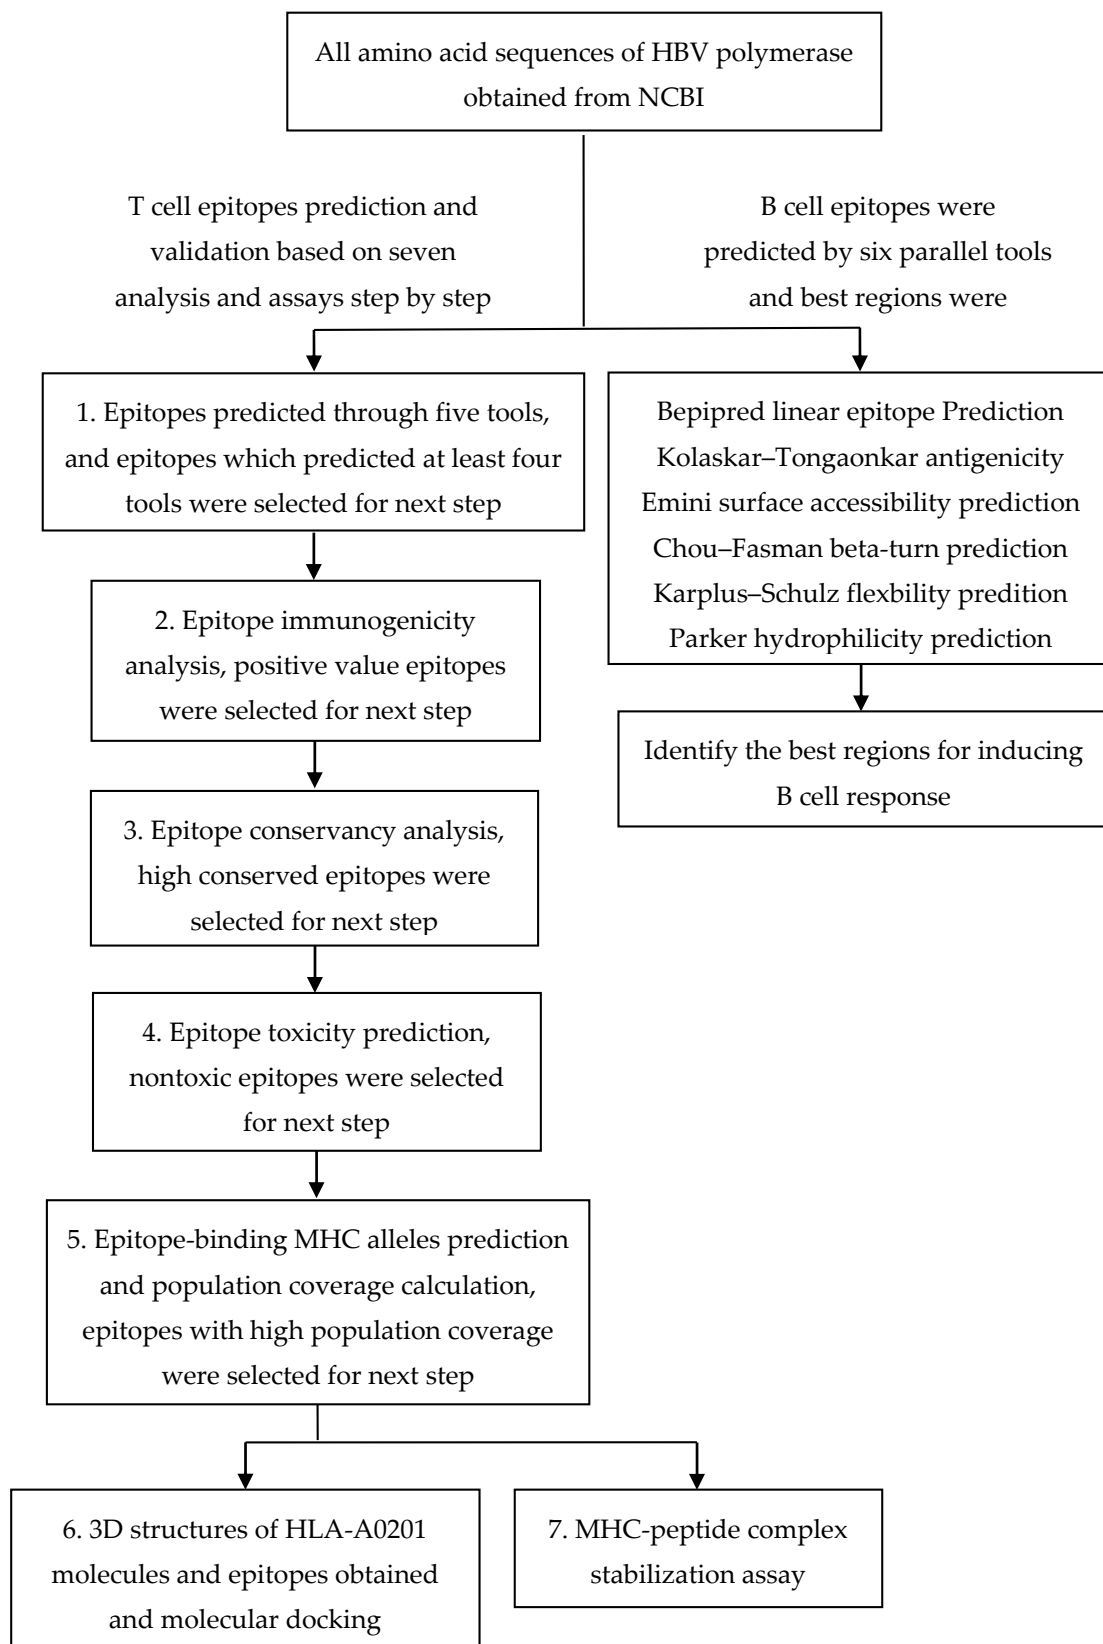 All amino acid sequences of HBV polymerase
obtained from NCBI
T cell epitopes prediction and
validation based on seven
analysis and assays step by step
B cell epitopes were
predicted by six parallel tools
and best regions were
1. Epitopes predicted through five tools,
and epitopes which predicted at least four
tools were selected for next step
2. Epitope immunogenicity
analysis, positive value epitopes
were selected for next step
3. Epitope conservancy analysis,
high conserved epitopes were
selected for next step
4. Epitope toxicity prediction,
nontoxic epitopes were selected
for next step
5. Epitope-binding MHC alleles prediction
and population coverage calculation,
epitopes with high population coverage
were selected for next step
6. 3D structures of HLA-A0201
molecules and epitopes obtained
and molecular docking
7. MHC-peptide complex
stabilization assay
Bepipred linear epitope Prediction
Kolaskar–Tongaonkar antigenicity
Emini surface accessibility prediction
Chou–Fasman beta-turn prediction
Karplus–Schulz flexbility predition
Parker hydrophilicity prediction
Identify the best regions for inducing
B cell response